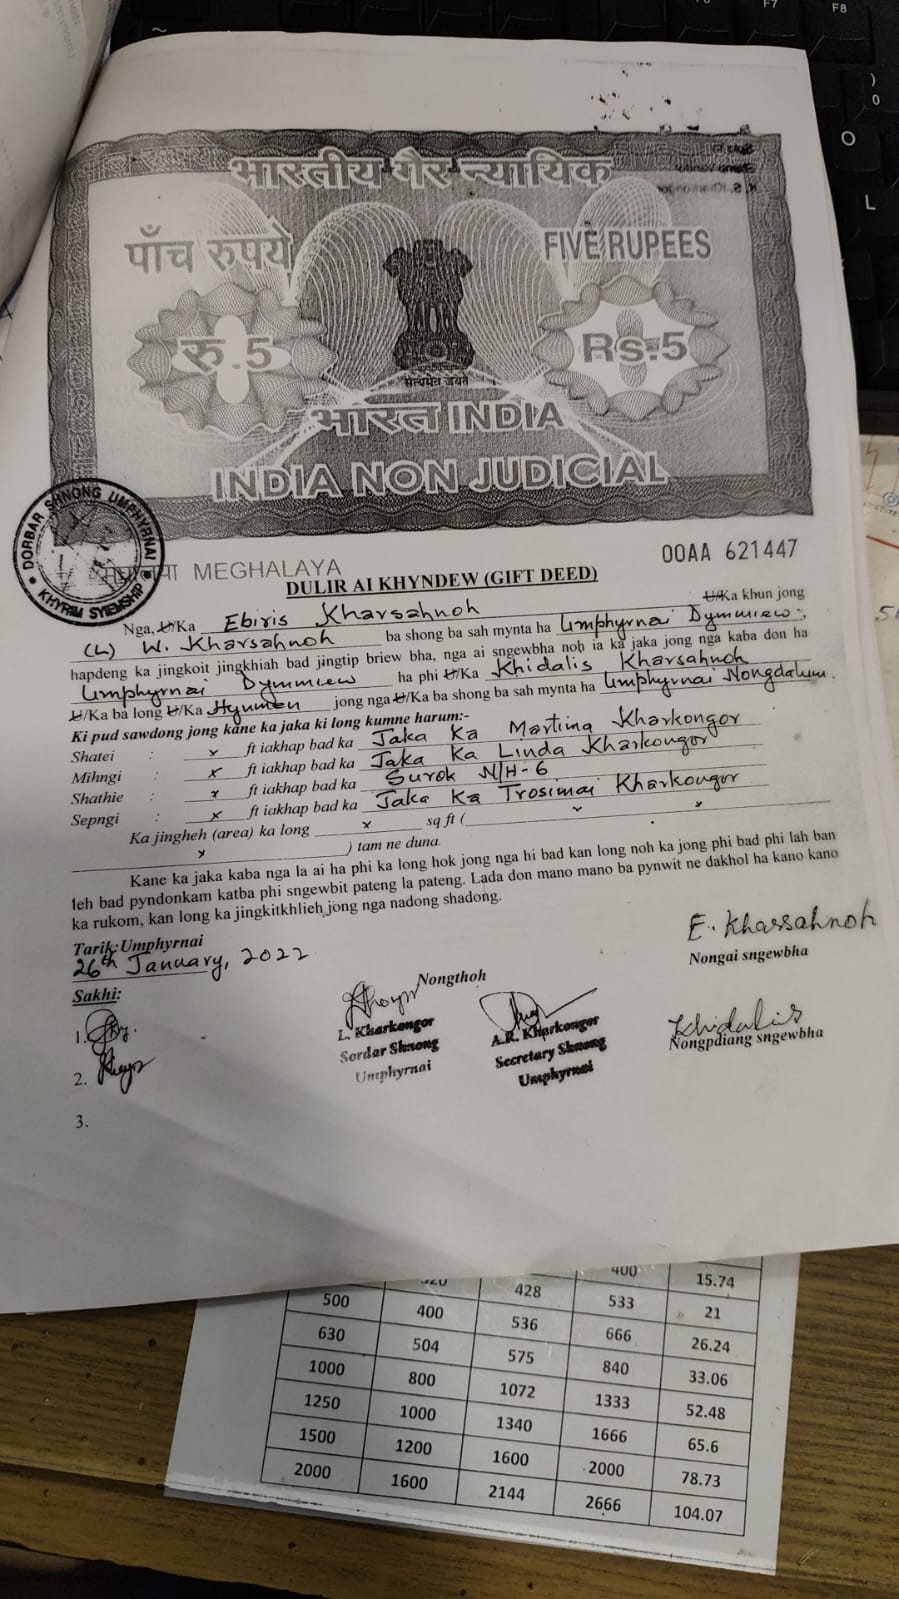 F7
F8
)
0
O
L
भारतीय गैर न्यायिक
पाँच रुपये
FIVE RUPEES
रु.5
Rs.5
सत्यमेव जयते
भारत INDIA
INDIA NON JUDICIAL
DORBAR SHNONG UMPHYRNAI
KHYRIM SYIEMSHIP
MEGHALAYA
00AA 621447
DULIR AI KHYNDEW (GIFT DEED)
Nga, U/Ka Ebiris Kharsahnoh U/Ka khun jong
(L) W. Kharsahnoh ba shong ba sah mynta ha Umphyrnai Dymmiew,
hapdeng ka jingkoit jingkhiah bad jingtip briew bha, nga ai sngewbha noh ia ka jaka jong nga kaba don ha
Umphyrnai Dymmiew ha phi U/Ka Khidalis Kharsahnoh
U/Ka ba long U/Ka Hynmen jong nga U/Ka ba shong ba sah mynta ha Umphyrnai Nongdalum.
Ki pud sawdong jong kane ka jaka ki long kumne harum:-
Shatei : x ft iakhap bad ka Jaka Ka Martina Kharkongor
Mihngi : x ft iakhap bad ka Jaka Ka Linda Kharkongor
Shathie : x ft iakhap bad ka Surok N/H-6
Sepngi : x ft iakhap bad ka Jaka Ka Trosimai Kharkongor
Ka jingheh (area) ka long x sq ft ( x x
x ) tam ne duna.
Kane ka jaka kaba nga la ai ha phi ka long hok jong nga hi bad kan long noh ka jong phi bad phi lah ban
leh bad pyndonkam katba phi sngewbit pateng la pateng. Lada don mano mano ba pynwit ne dakhol ha kano kano
ka rukom, kan long ka jingkitkhlieh jong nga nadong shadong.
Tarik: Umphyrnai
26th January, 2022
E. Kharsahnoh
Nongai sngewbha
Sakhi:
Nongthoh
1.
L. Kharkongor
Sordar Shnong
Umphyrnai
A.R. Kharkongor
Secretary Shnong
Umphyrnai
Khidalis
Nongpdiang sngewbha
2.
3.
320 428 400 15.74
500 400 536 533 21
630 504 575 666 26.24
1000 800 1072 840 33.06
1250 1000 1340 1333 52.48
1500 1200 1600 1666 65.6
2000 1600 2144 2000 78.73
2666 104.07